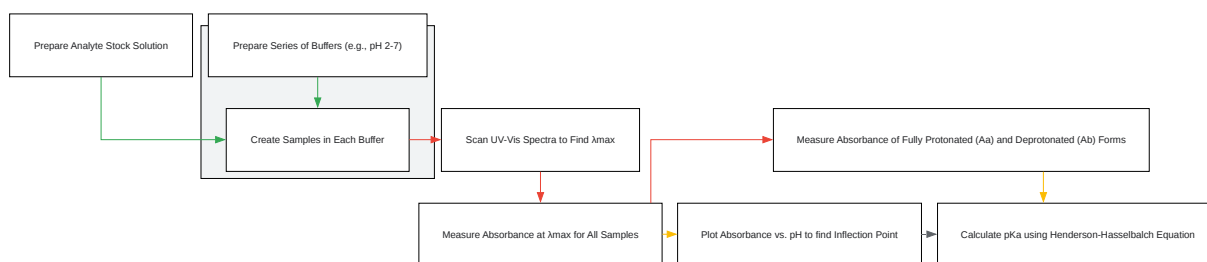 Prepare Analyte Stock Solution
Prepare Series of Buffers (e.g., pH 2-7)
Create Samples in Each Buffer
Scan UV-Vis Spectra to Find λmax
Measure Absorbance of Fully Protonated (Aa) and Deprotonated (Ab) Forms
Measure Absorbance at λmax for All Samples
Plot Absorbance vs. pH to find Inflection Point
Calculate pKa using Henderson-Hasselbalch Equation